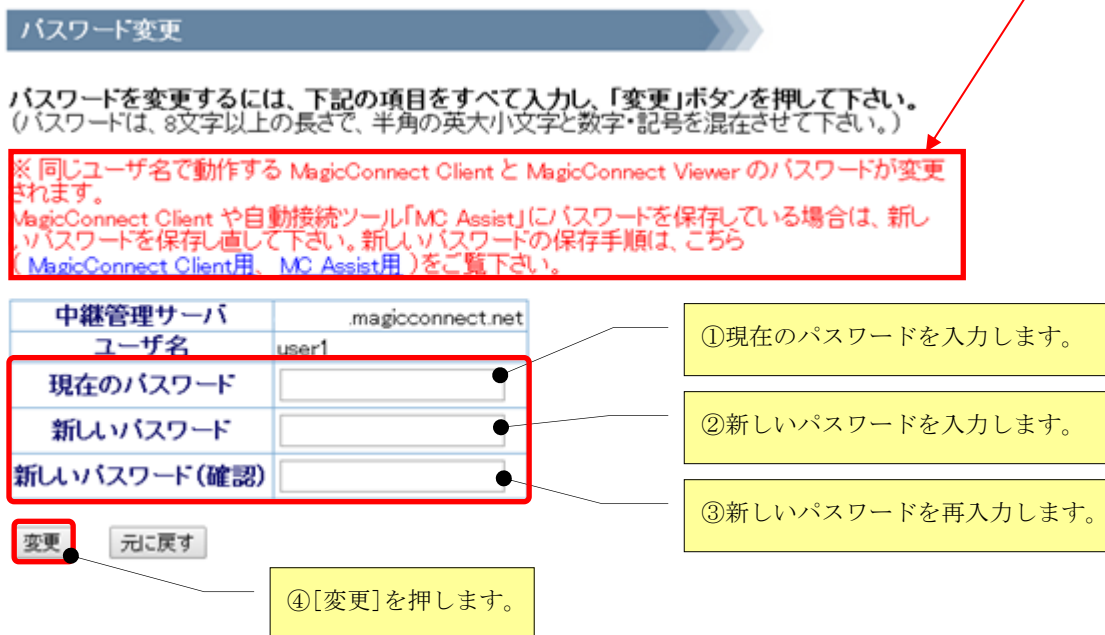 パスワード変更
パスワードを変更するには、下記の項目をすべて入力し、「変更」ボタンを押して下さい。
(パスワードは、8文字以上の長さで、半角の英大小文字と数字・記号を混在させて下さい。)
※ 同じユーザ名で動作する MagicConnect Client と MagicConnect Viewer のパスワードが変更
されます。
MagicConnect Client や自動接続ツール「MC Assist」にパスワードを保存している場合は、新し
いパスワードを保存し直して下さい。新しいパスワードの保存手順は、こちら
( MagicConnect Client用、 MC Assist用 )をご覧下さい。
中継管理サーバ .magicconnect.net
ユーザ名 user1
現在のパスワード
新しいパスワード
新しいパスワード(確認)
①現在のパスワードを入力します。
②新しいパスワードを入力します。
③新しいパスワードを再入力します。
変更 元に戻す
④[変更]を押します。